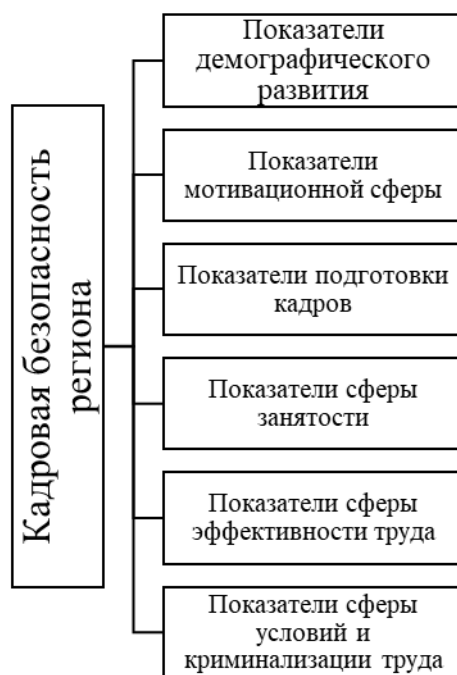 Кадровая безопасность
региона
Показатели
демографического
развития
Показатели
мотивационной сферы
Показатели подготовки
кадров
Показатели сферы
занятости
Показатели сферы
эффективности труда
Показатели сферы
условий и
криминализации труда